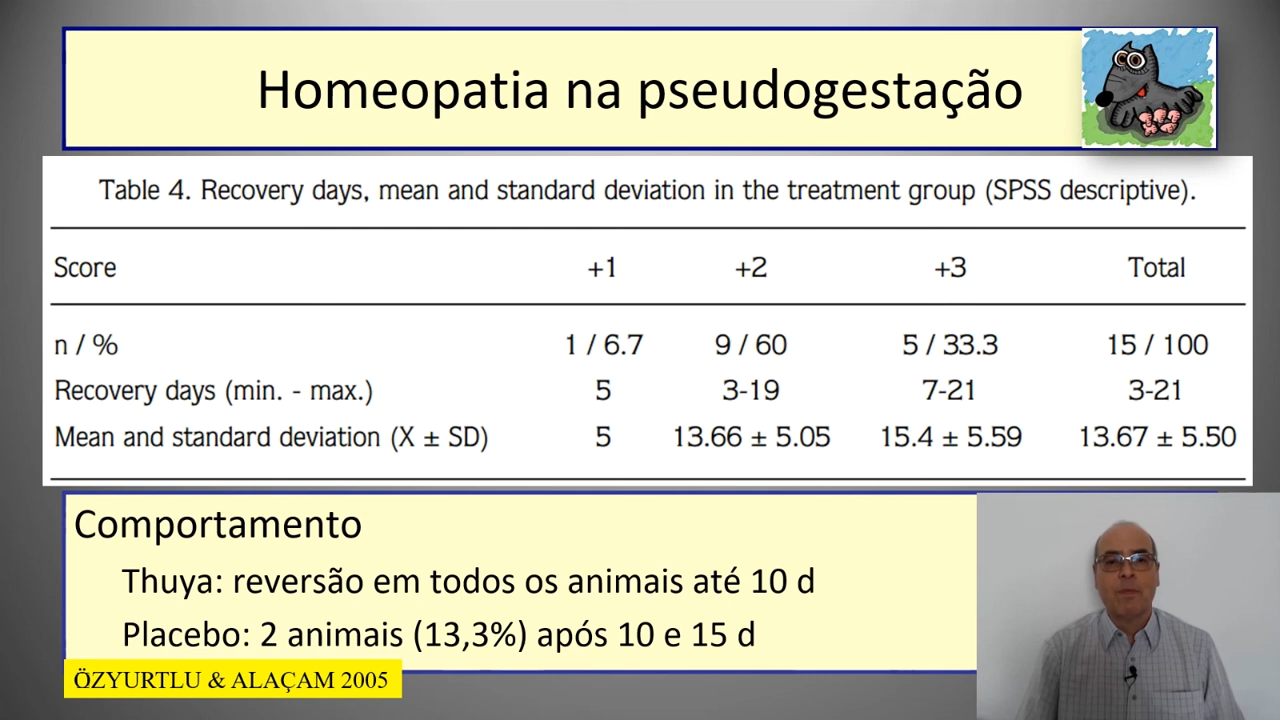 Homeopatia na pseudogestação
Table 4. Recovery days, mean and standard deviation in the treatment group (SPSS descriptive).
Score +1 +2 +3 Total
n / % 1 / 6.7 9 / 60 5 / 33.3 15 / 100
Recovery days (min. - max.) 5 3-19 7-21 3-21
Mean and standard deviation (X ± SD) 5 13.66 ± 5.05 15.4 ± 5.59 13.67 ± 5.50
Comportamento
Thuya: reversão em todos os animais até 10 d
Placebo: 2 animais (13,3%) após 10 e 15 d
ÖZYURTLU & ALAÇAM 2005